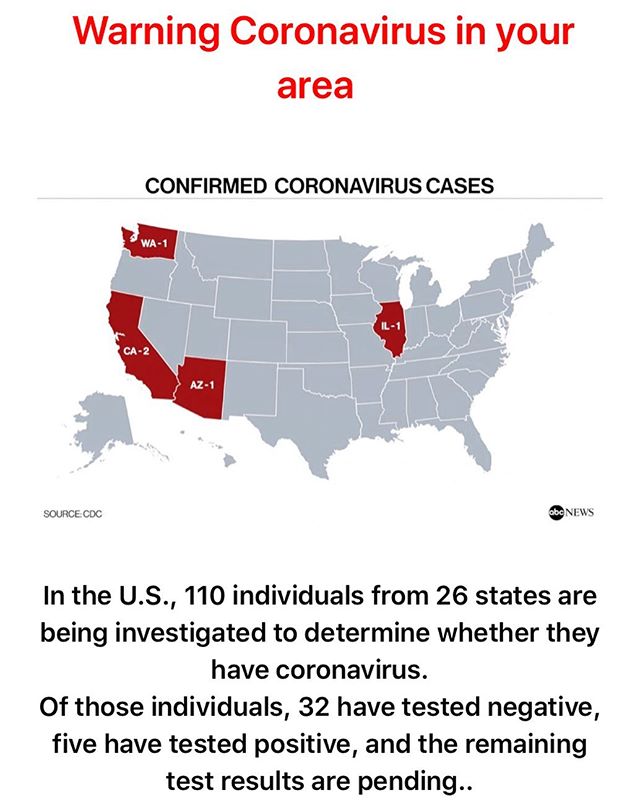 Warning Coronavirus in your
area
CONFIRMED CORONAVIRUS CASES
WA-1
IL-1
CA-2
AZ-1
SOURCE: CDC
abc NEWS
In the U.S., 110 individuals from 26 states are
being investigated to determine whether they
have coronavirus.
Of those individuals, 32 have tested negative,
five have tested positive, and the remaining
test results are pending..